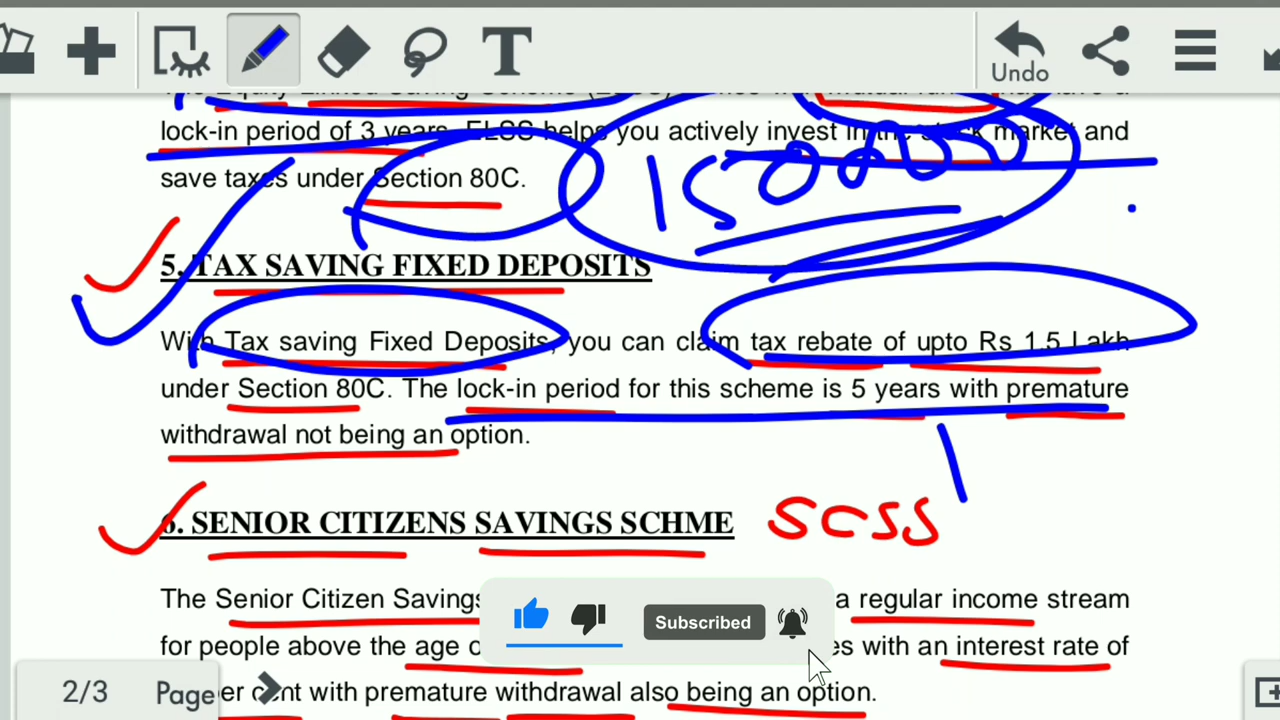 Undo
lock-in period of 3 years. ELSS helps you actively invest in the stock market and
save taxes under Section 80C.
150000
5. TAX SAVING FIXED DEPOSITS
With Tax saving Fixed Deposits, you can claim tax rebate of upto Rs 1.5 Lakh
under Section 80C. The lock-in period for this scheme is 5 years with premature
withdrawal not being an option.
6. SENIOR CITIZENS SAVINGS SCHME SCSS
The Senior Citizen Savings a regular income stream
Subscribed
for people above the age with an interest rate of
with premature withdrawal also being an option.
2/3 Page